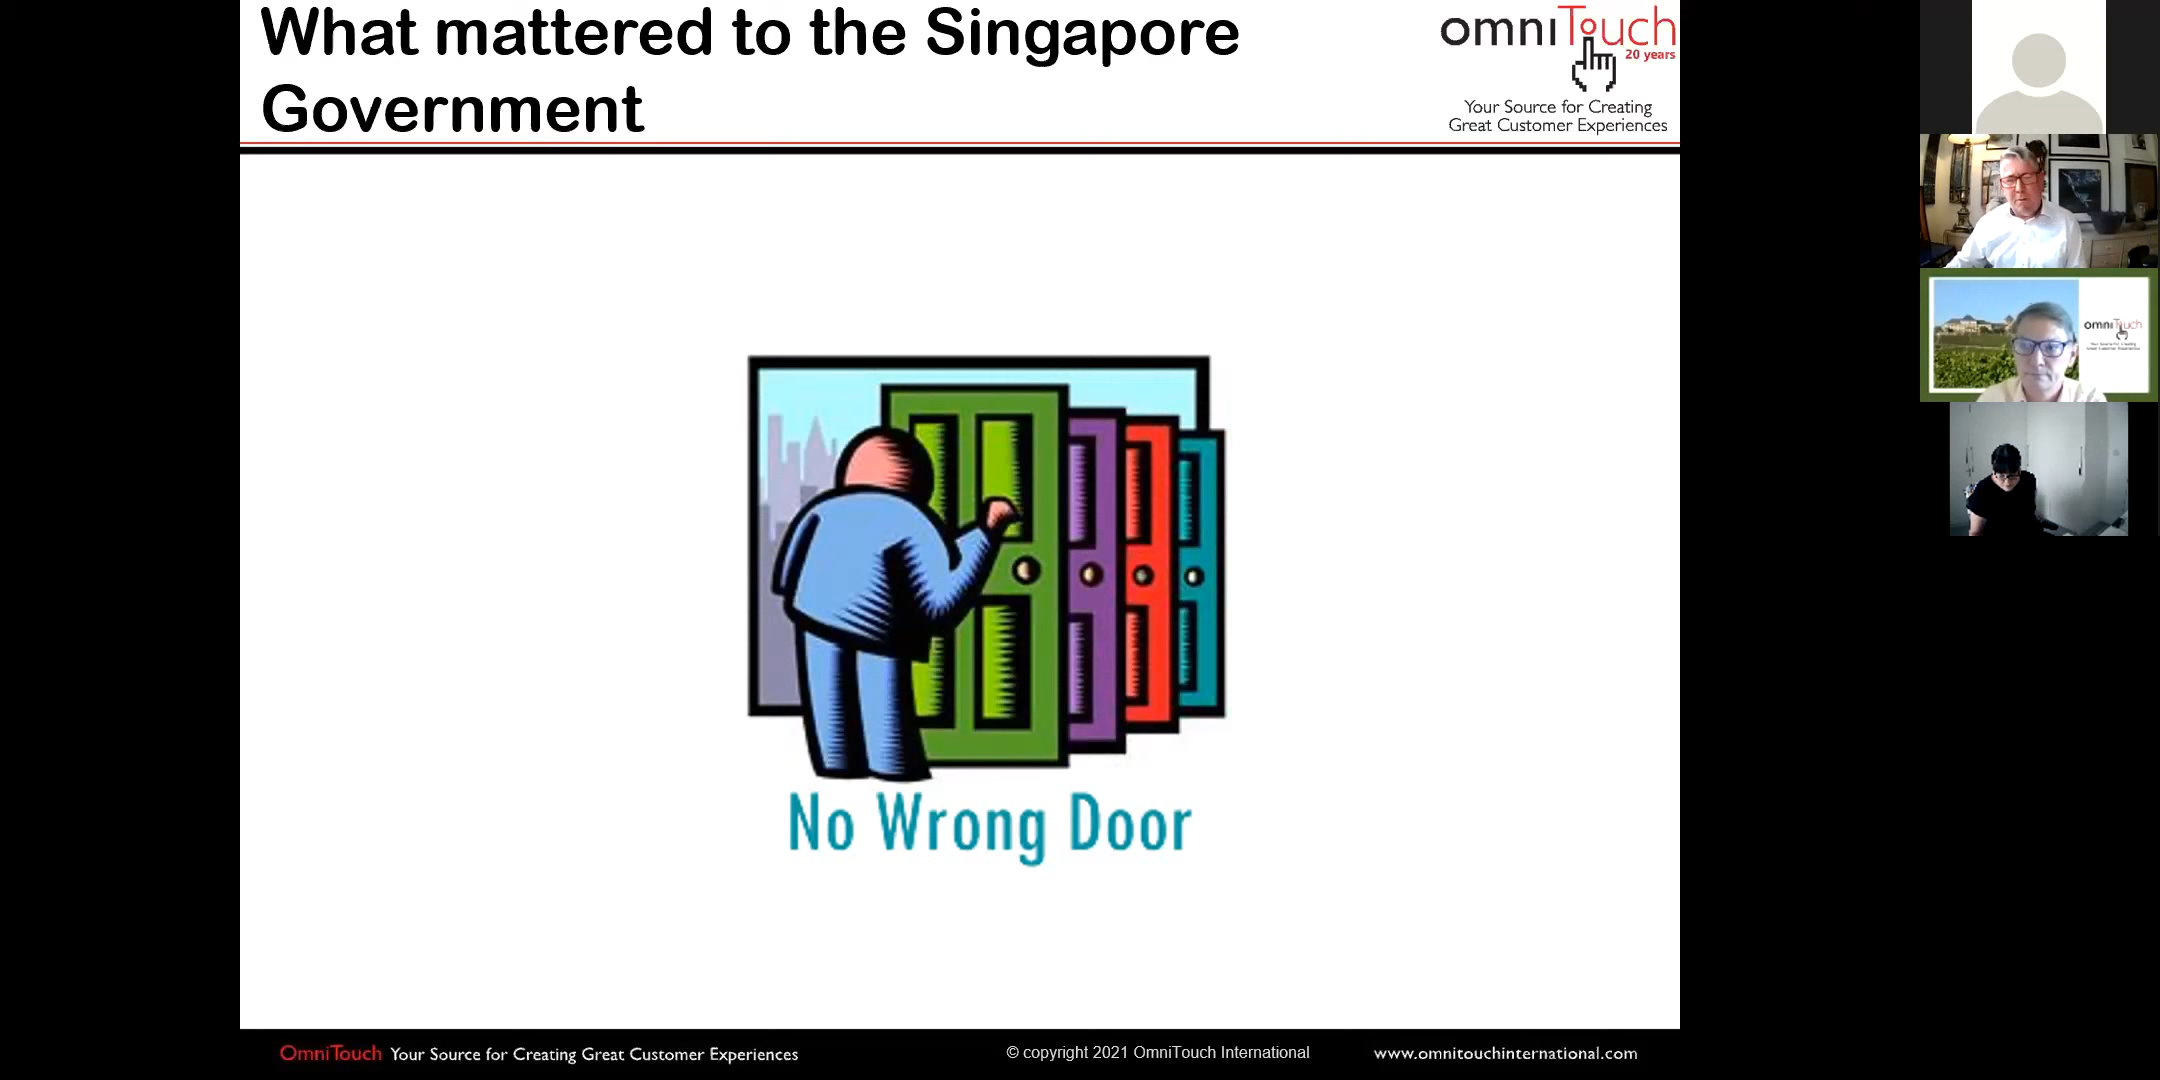 What mattered to the Singapore
Government
omniTouch
20 years
Your Source for Creating
Great Customer Experiences
No Wrong Door
OmniTouch Your Source for Creating Great Customer Experiences
© copyright 2021 OmniTouch International
www.omnitouchinternational.com
omniTouch